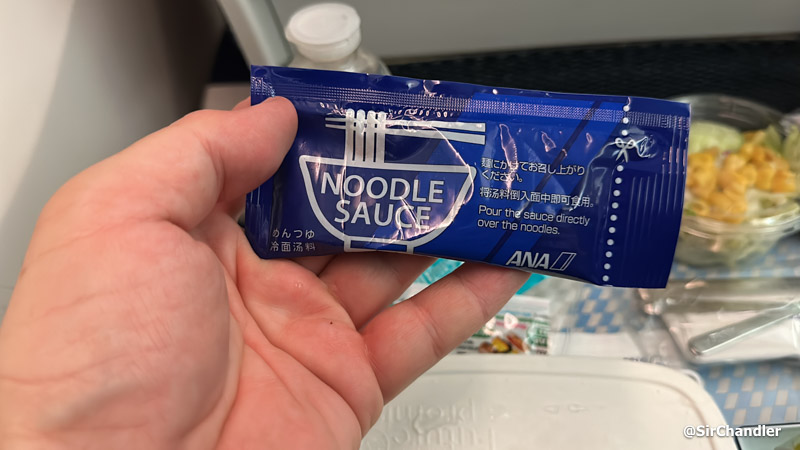 NOODLE
SAUCE
めんつゆ
冷面汤料
麺にかけてお召し上がり
ください。
将汤料倒入面中即可食用。
Pour the sauce directly
over the noodles.
ANA
@SirChandler